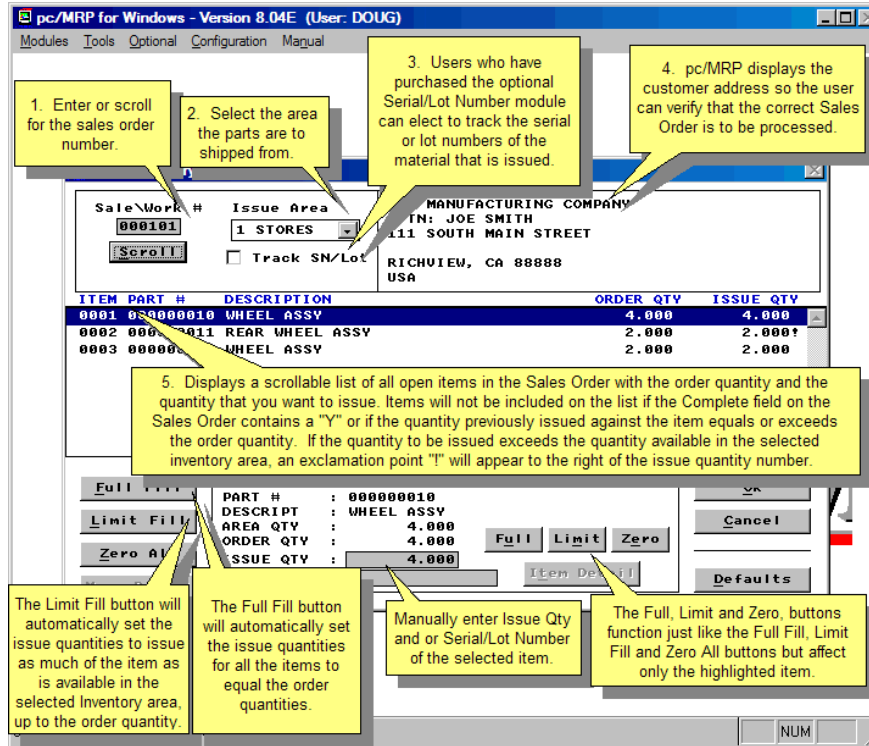 pc/MRP for Windows - Version 8.04E (User: DOUG)
Modules Tools Optional Configuration Manual
1. Enter or scroll
for the sales order
number.
2. Select the area
the parts are to
shipped from.
3. Users who have
purchased the optional
Serial/Lot Number module
can elect to track the serial
or lot numbers of the
material that is issued.
4. pc/MRP displays the
customer address so the user
can verify that the correct Sales
Order is to be processed.
Sale\Work #
000101
Scroll
Issue Area
1 STORES
Track SN/Lot
MANUFACTURING COMPANY
TN: JOE SMITH
111 SOUTH MAIN STREET
RICHVIEW, CA 88888
USA
ITEM PART # DESCRIPTION ORDER QTY ISSUE QTY
0001 000000010 WHEEL ASSY 4.000 4.000
0002 000000011 REAR WHEEL ASSY 2.000 2.000!
0003 WHEEL ASSY 2.000 2.000
5. Displays a scrollable list of all open items in the Sales Order with the order quantity and the
quantity that you want to issue. Items will not be included on the list if the Complete field on the
Sales Order contains a "Y" or if the quantity previously issued against the item equals or exceeds
the order quantity. If the quantity to be issued exceeds the quantity available in the selected
inventory area, an exclamation point "!" will appear to the right of the issue quantity number.
Full Fill
Limit Fill
Zero Al
PART # : 000000010
DESCRIPT : WHEEL ASSY
AREA QTY : 4.000
ORDER QTY : 4.000
ISSUE QTY : 4.000
Full Limit Zero
Item Detail
OK
Cancel
Defaults
The Limit Fill button will
automatically set the
issue quantities to issue
as much of the item as
is available in the
selected Inventory area,
up to the order quantity.
The Full Fill button
will automatically set
the issue quantities
for all the items to
equal the order
quantities.
Manually enter Issue Qty
and or Serial/Lot Number
of the selected item.
The Full, Limit and Zero, buttons
function just like the Full Fill, Limit
Fill and Zero All buttons but affect
only the highlighted item.
NUM